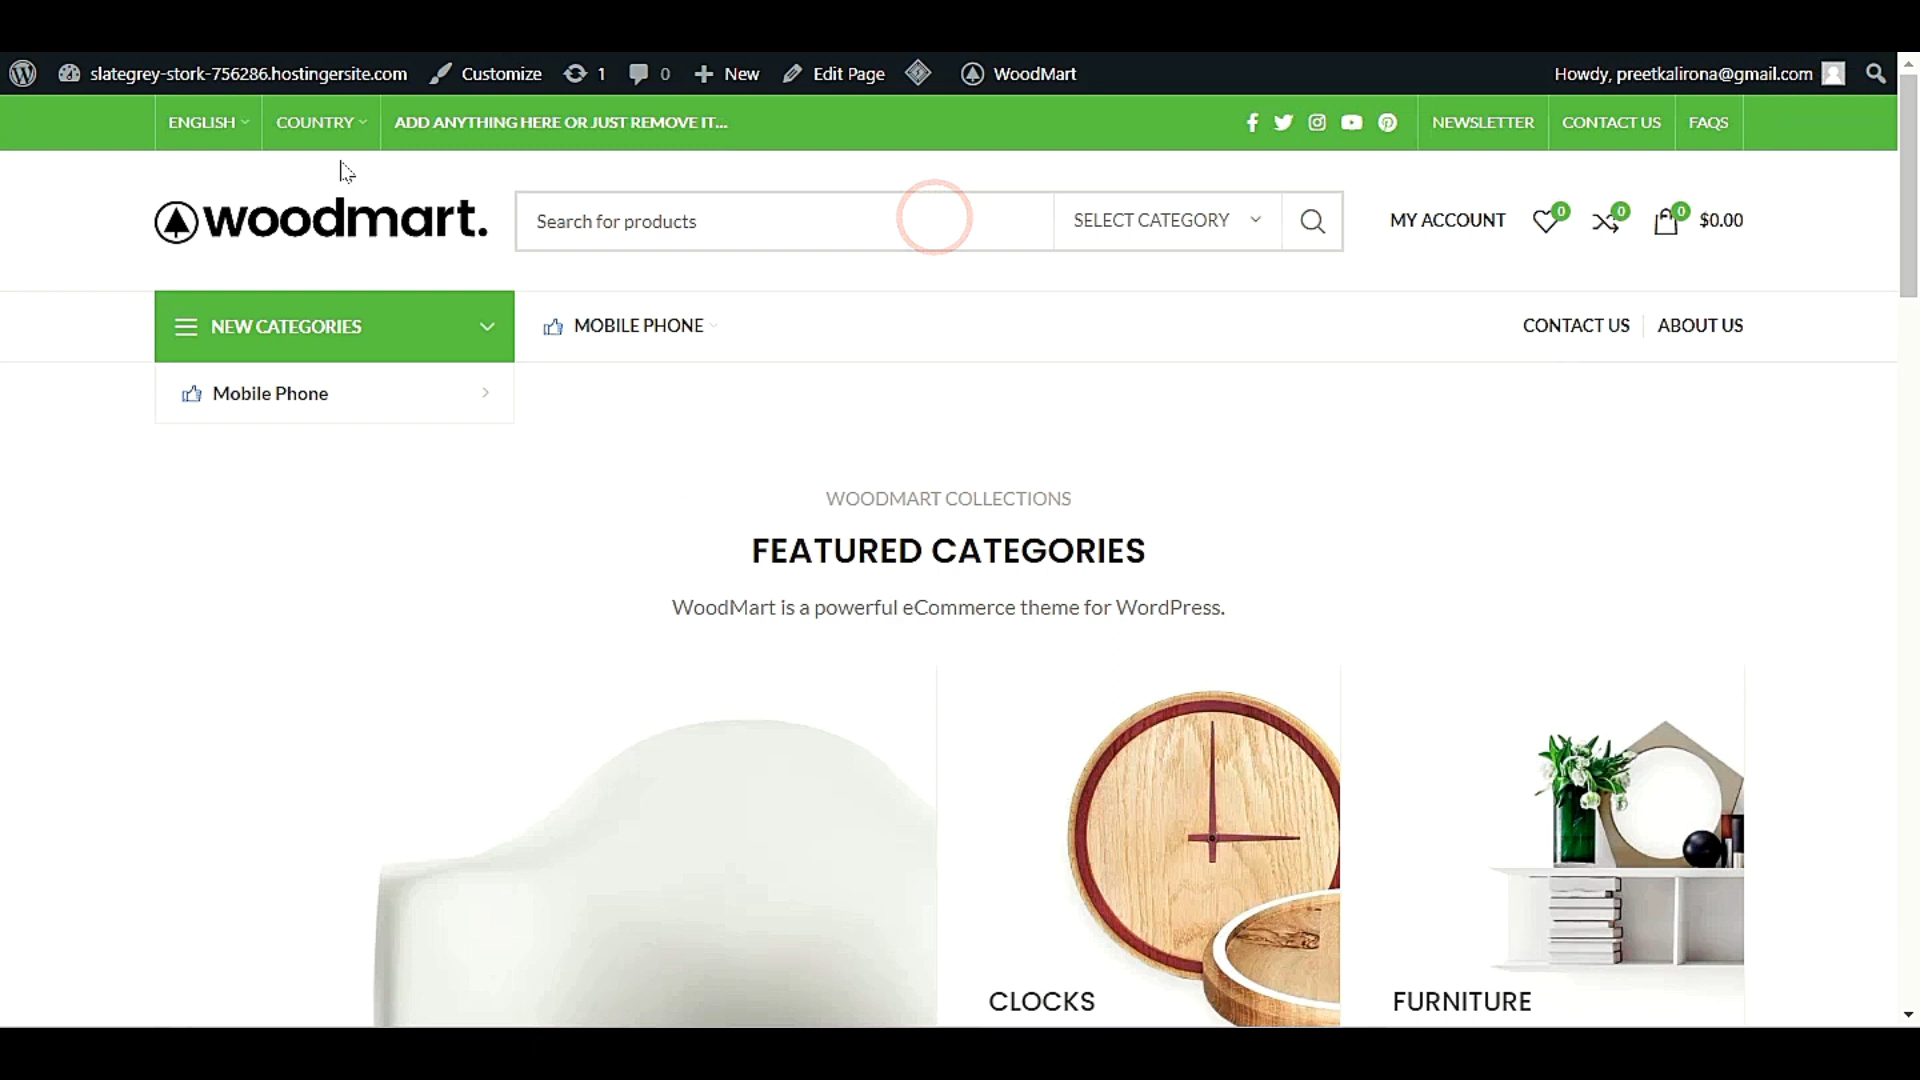 slategrey-stork-756286.hostingersite.com Customize 1 0 New Edit Page WoodMart Howdy, preetkalirona@gmail.com
ENGLISH COUNTRY ADD ANYTHING HERE OR JUST REMOVE IT... NEWSLETTER CONTACT US FAQS
woodmart. Search for products SELECT CATEGORY MY ACCOUNT 0 0 0 $0.00
NEW CATEGORIES MOBILE PHONE CONTACT US ABOUT US
Mobile Phone
WOODMART COLLECTIONS
FEATURED CATEGORIES
WoodMart is a powerful eCommerce theme for WordPress.
CLOCKS FURNITURE